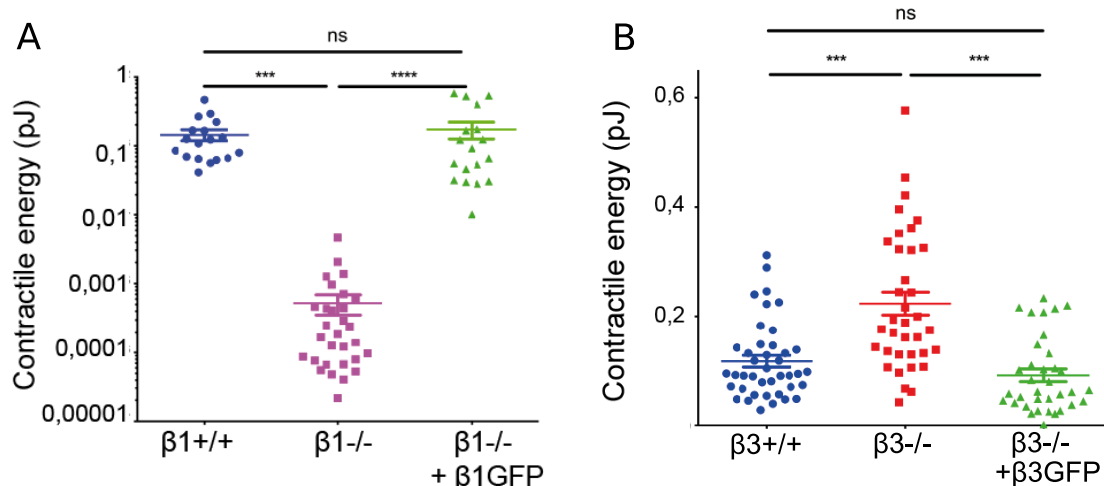 A
ns
*** ****
Contractile energy (pJ)
1
0,1
0,01
0,001
0,0001
0,00001
β1+/+ β1-/- β1-/-
+ β1GFP
B
ns
*** ***
Contractile energy (pJ)
0,6
0,4
0,2
β3+/+ β3-/- β3-/-
+β3GFP